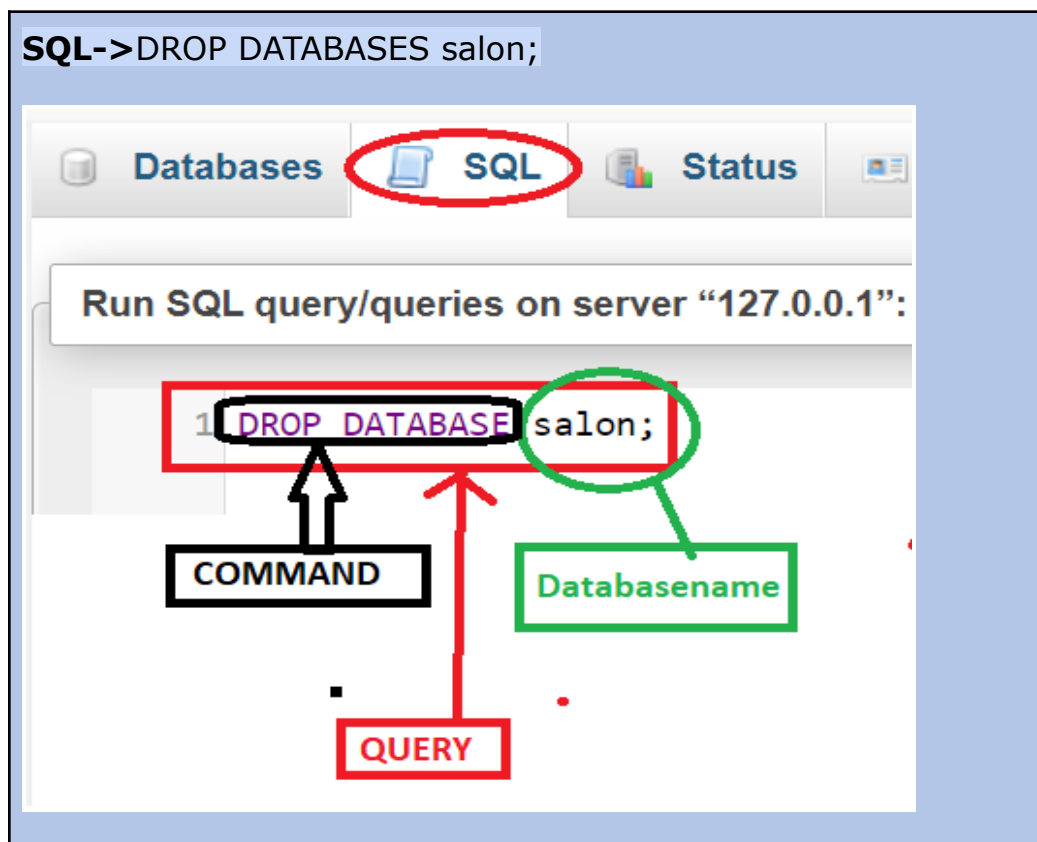 SQL->DROP DATABASES salon;
Databases SQL Status
Run SQL query/queries on server “127.0.0.1”:
1 DROP DATABASE salon;
COMMAND
Databasename
QUERY